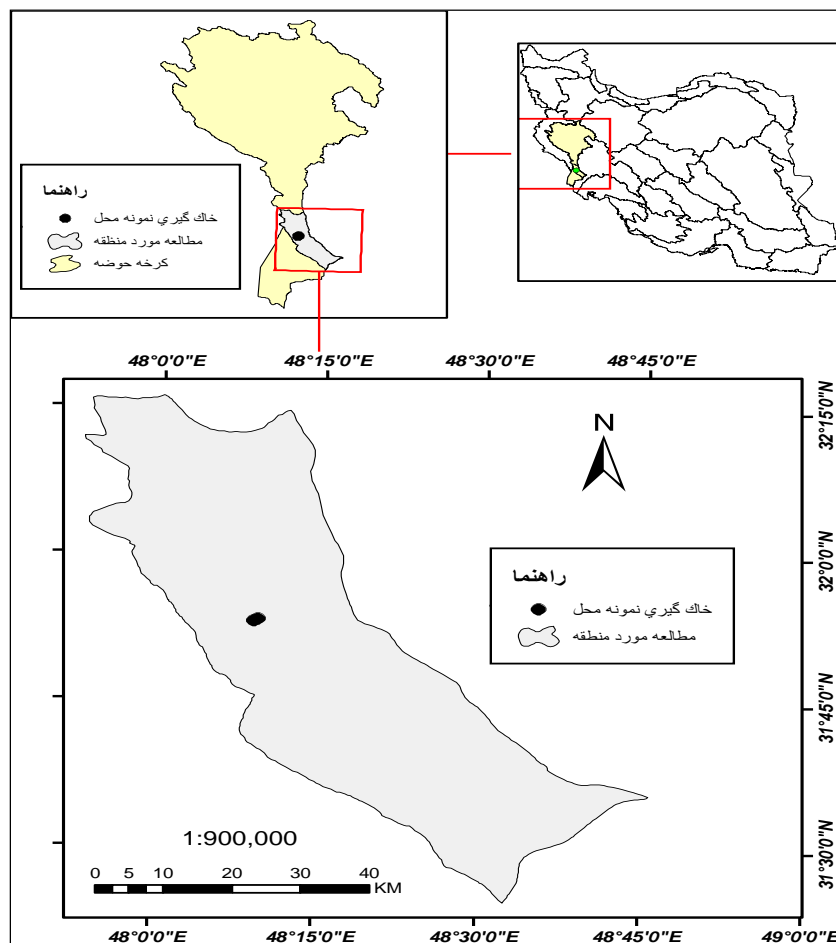 راهنما
خاك گيري نمونه محل
مطالعه مورد منظقه
كرخه حوضه
48°0'0"E 48°15'0"E 48°30'0"E 48°45'0"E
32°15'0"N
N
راهنما
خاك گيري نمونه محل
مطالعه مورد منطقه
32°0'0"N
31°45'0"N
31°30'0"N
1:900,000
0 5 10 20 30 40
KM
48°0'0"E 48°15'0"E 48°30'0"E 48°45'0"E 49°0'0"E